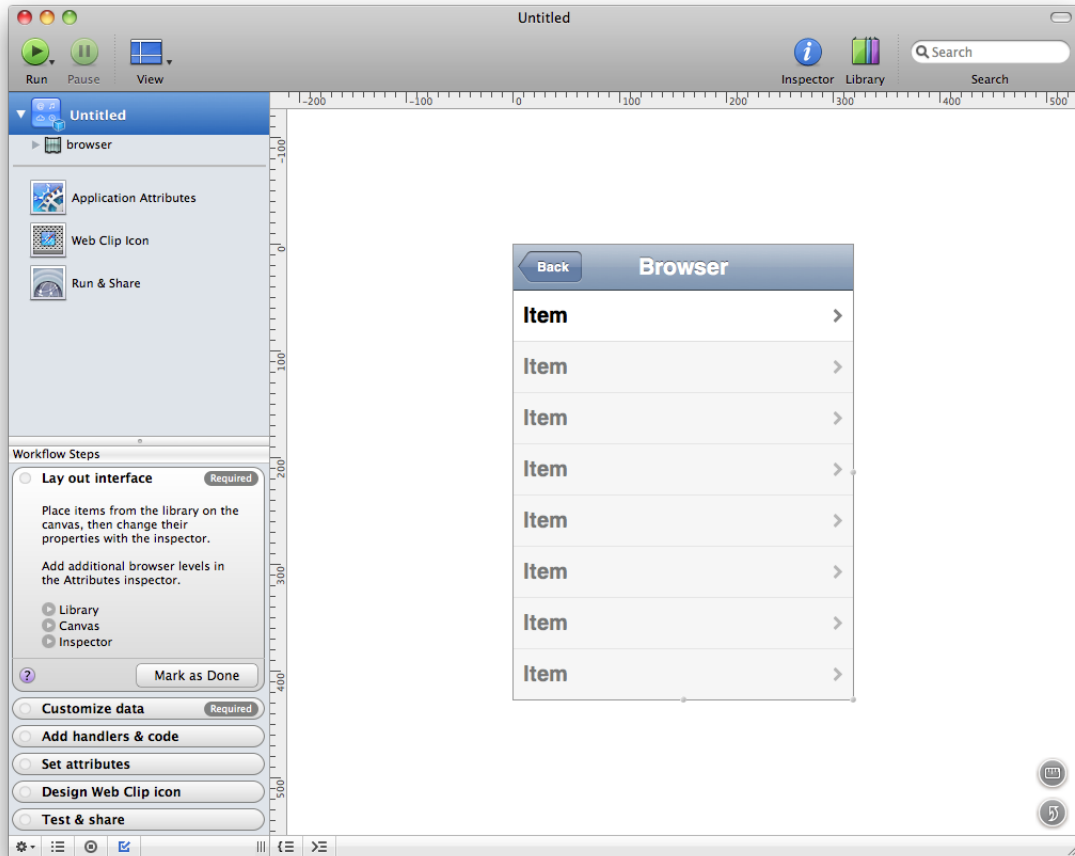 Untitled
Run Pause View Inspector Library Search
Search
Untitled
browser
Application Attributes
Web Clip Icon
Run & Share
Workflow Steps
Lay out interface Required
Place items from the library on the
canvas, then change their
properties with the inspector.
Add additional browser levels in
the Attributes inspector.
Library
Canvas
Inspector
? Mark as Done
Customize data Required
Add handlers & code
Set attributes
Design Web Clip icon
Test & share
-200 -100 0 100 200 300 400 500
-100
0
100
200
300
400
500
Back Browser
Item
Item
Item
Item
Item
Item
Item
Item